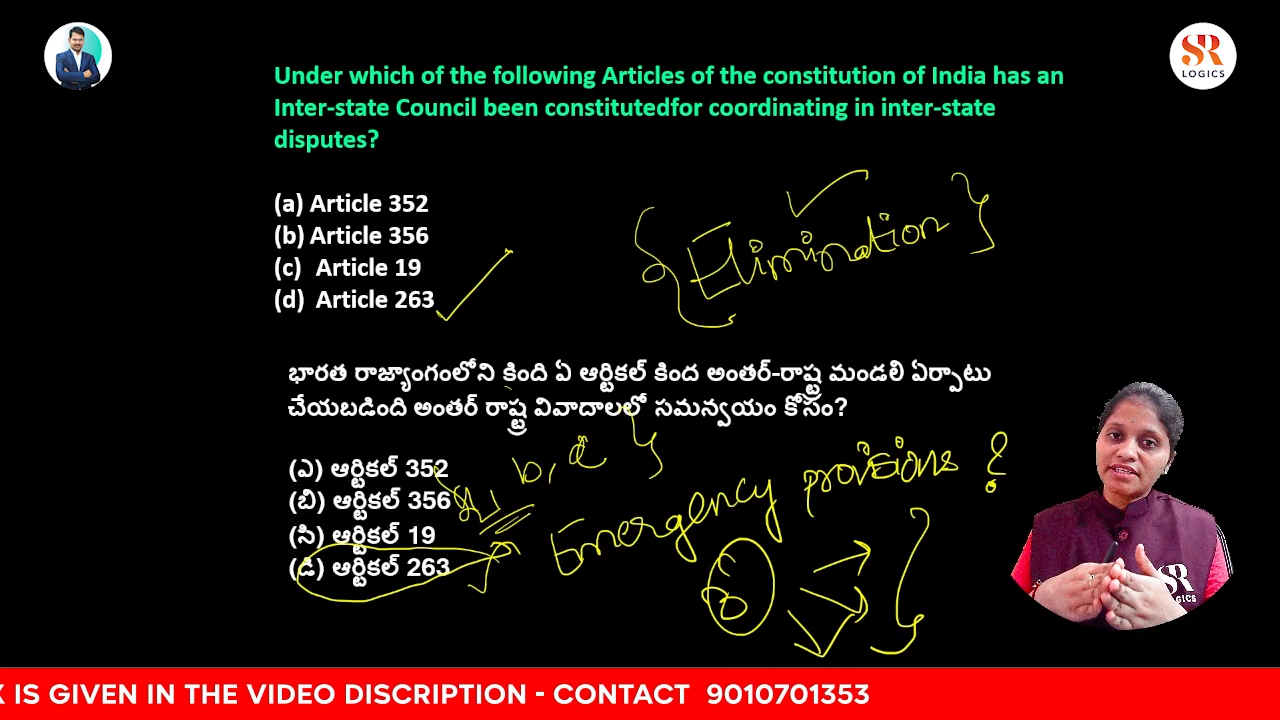 SR
LOGICS
Under which of the following Articles of the constitution of India has an
Inter-state Council been constitutedfor coordinating in inter-state
disputes?
(a) Article 352
(b) Article 356
(c) Article 19
(d) Article 263
{Elimination}
భారత రాజ్యాంగంలోని కింది ఏ ఆర్టికల్ కింద అంతర్-రాష్ట్ర మండలి ఏర్పాటు
చేయబడింది అంతర్ రాష్ట్ర వివాదాలలో సమన్వయం కోసం?
(ఎ) ఆర్టికల్ 352
(బి) ఆర్టికల్ 356
(సి) ఆర్టికల్ 19
(డి) ఆర్టికల్ 263
b,
Emergency provisions ?
SR
LOGICS
X IS GIVEN IN THE VIDEO DISCRIPTION - CONTACT 9010701353